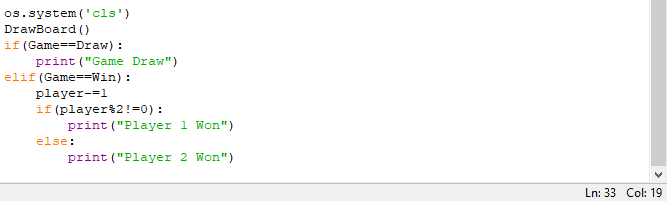 os.system('cls')
DrawBoard()
if(Game==Draw):
    print("Game Draw")
elif(Game==Win):
    player-=1
    if(player%2!=0):
        print("Player 1 Won")
    else:
        print("Player 2 Won")
Ln: 33 Col: 19